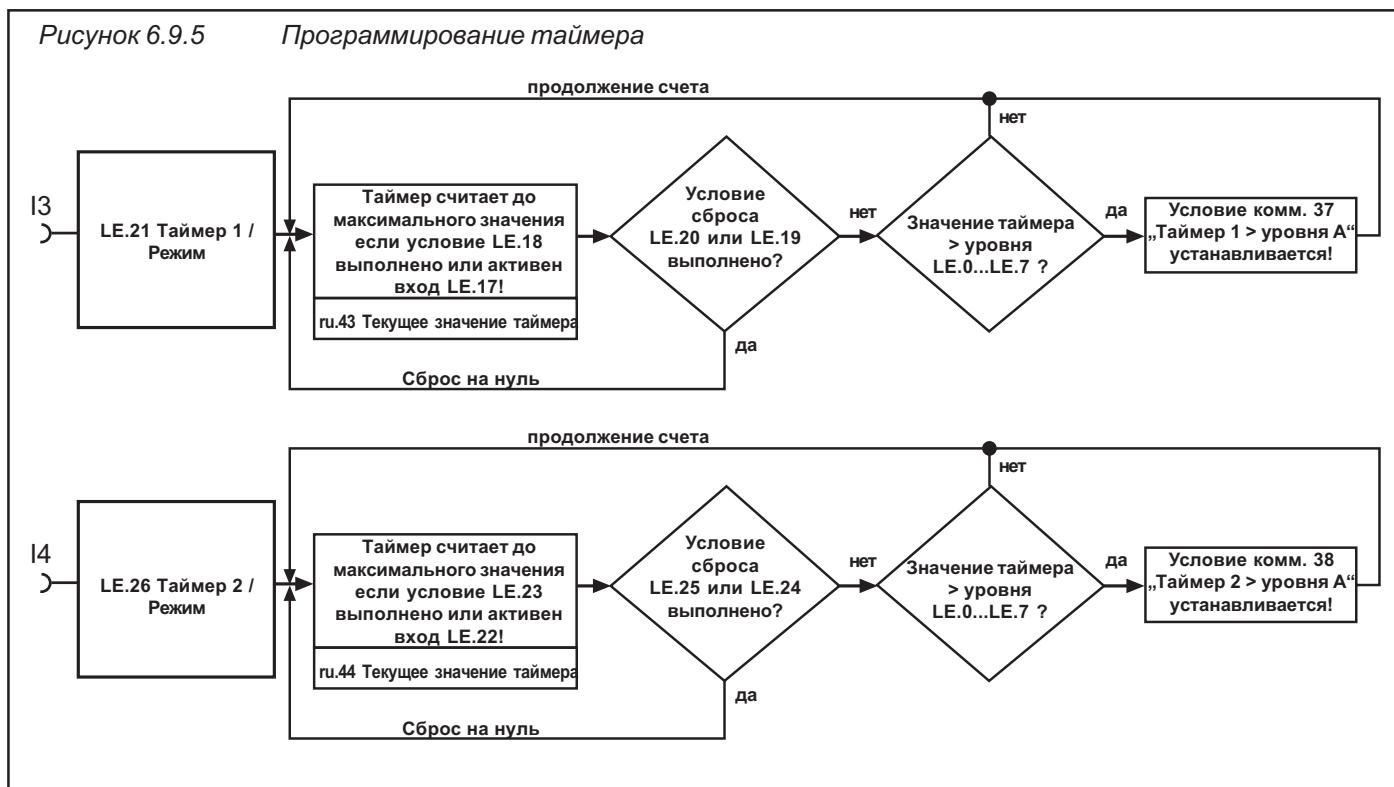 Рисунок 6.9.5 Программирование таймера
продолжение счета
нет
I3
LE.21 Таймер 1 /
Режим
Таймер считает до
максимального значения
если условие LE.18
выполнено или активен
вход LE.17!
ru.43 Текущее значение таймера
Условие
сброса
LE.20 или LE.19
выполнено?
нет
Значение таймера
> уровня
LE.0...LE.7 ?
да
Условие комм. 37
„Таймер 1 > уровня А“
устанавливается!
да
Сброс на нуль
продолжение счета
нет
I4
LE.26 Таймер 2 /
Режим
Таймер считает до
максимального значения
если условие LE.23
выполнено или активен
вход LE.22!
ru.44 Текущее значение таймера
Условие
сброса
LE.25 или LE.24
выполнено?
нет
Значение таймера
> уровня
LE.0...LE.7 ?
да
Условие комм. 38
„Таймер 2 > уровня А“
устанавливается!
да
Сброс на нуль